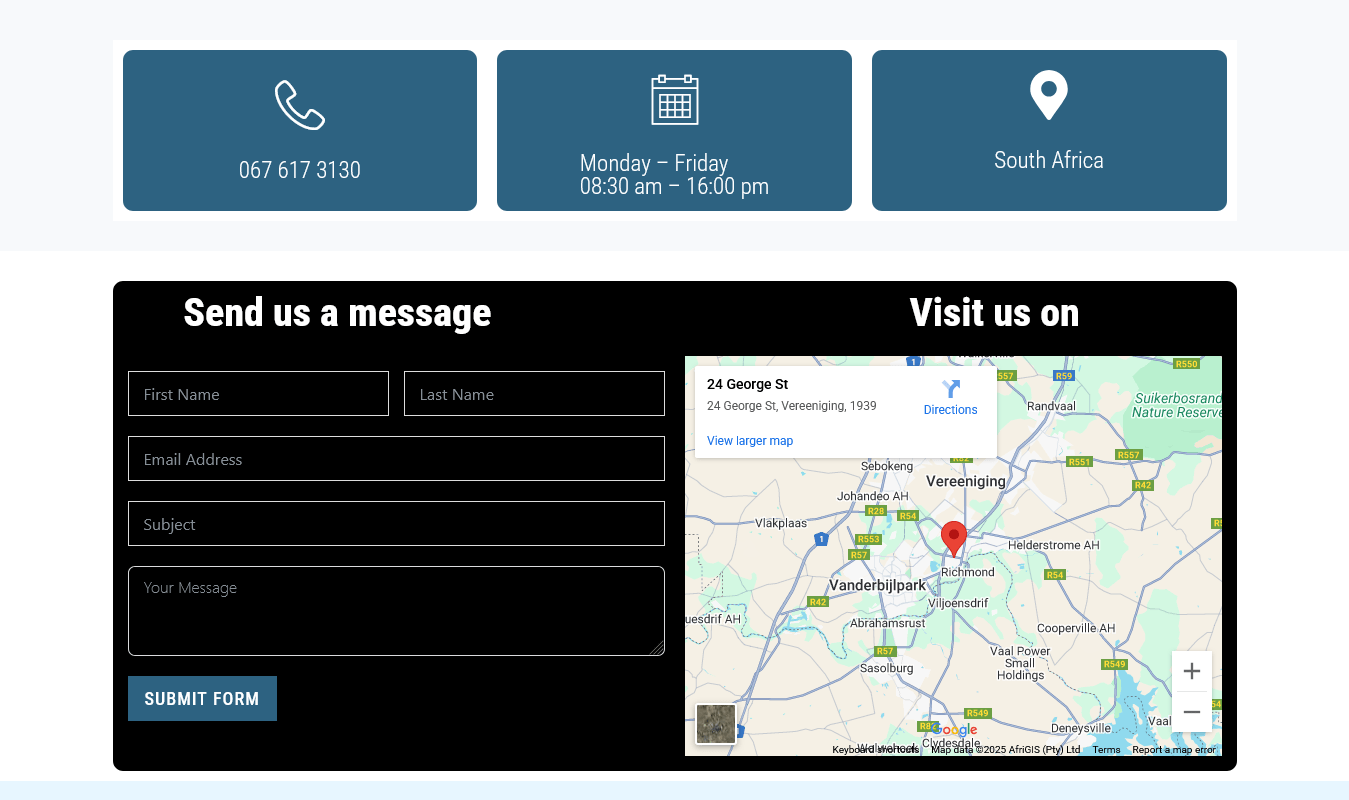 067 617 3130
Monday – Friday
08:30 am – 16:00 pm
South Africa
Send us a message
Visit us on
First Name
Last Name
Email Address
Subject
Your Message
SUBMIT FORM
24 George St
24 George St, Vereeniging, 1939
Directions
View larger map
1
557
R59
R550
Randvaal
Suikerbosrand
Nature Reserve
R82
R551
R557
Sebokeng
Vereeniging
R42
Johandeo AH
R28
R54
Vlakplaas
1
R553
R57
Helderstrome AH
Richmond
R54
Vanderbijlpark
R42
Viljoensdrif
uesdrif AH
Abrahamsrust
Cooperville AH
R57
Vaal Power
Small
Holdings
R549
Sasolburg
R549
Deneysville
Vaal
Google
Clydesdale
Keyboard shortcuts
Map data ©2025 AfriGIS (Pty) Ltd
Terms
Report a map error